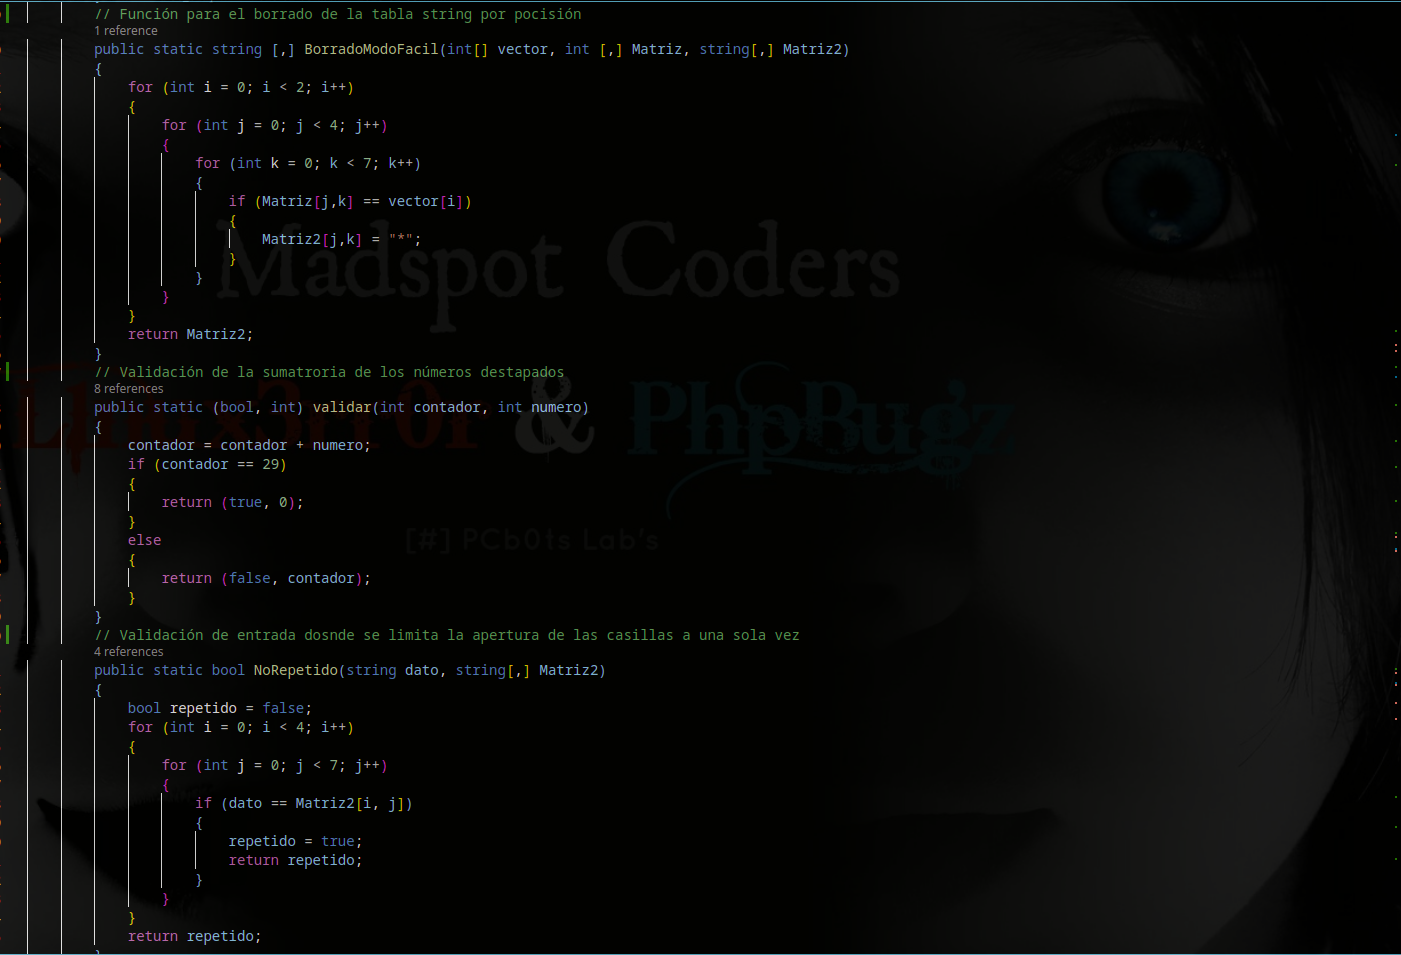 // Función para el borrado de la tabla string por pocisión
1 reference
public static string [,] BorradoModoFacil(int[] vector, int [,] Matriz, string[,] Matriz2)
{
for (int i = 0; i < 2; i++)
{
for (int j = 0; j < 4; j++)
{
for (int k = 0; k < 7; k++)
{
if (Matriz[j,k] == vector[i])
{
Matriz2[j,k] = "*";
}
}
}
}
return Matriz2;
}
// Validación de la sumatroria de los números destapados
8 references
public static (bool, int) validar(int contador, int numero)
{
contador = contador + numero;
if (contador == 29)
{
return (true, 0);
}
else
{
return (false, contador);
}
}
// Validación de entrada dosnde se limita la apertura de las casillas a una sola vez
4 references
public static bool NoRepetido(string dato, string[,] Matriz2)
{
bool repetido = false;
for (int i = 0; i < 4; i++)
{
for (int j = 0; j < 7; j++)
{
if (dato == Matriz2[i, j])
{
repetido = true;
return repetido;
}
}
}
return repetido;
Madspot Coders
& PhpBugz
[#] PCb0ts Lab's